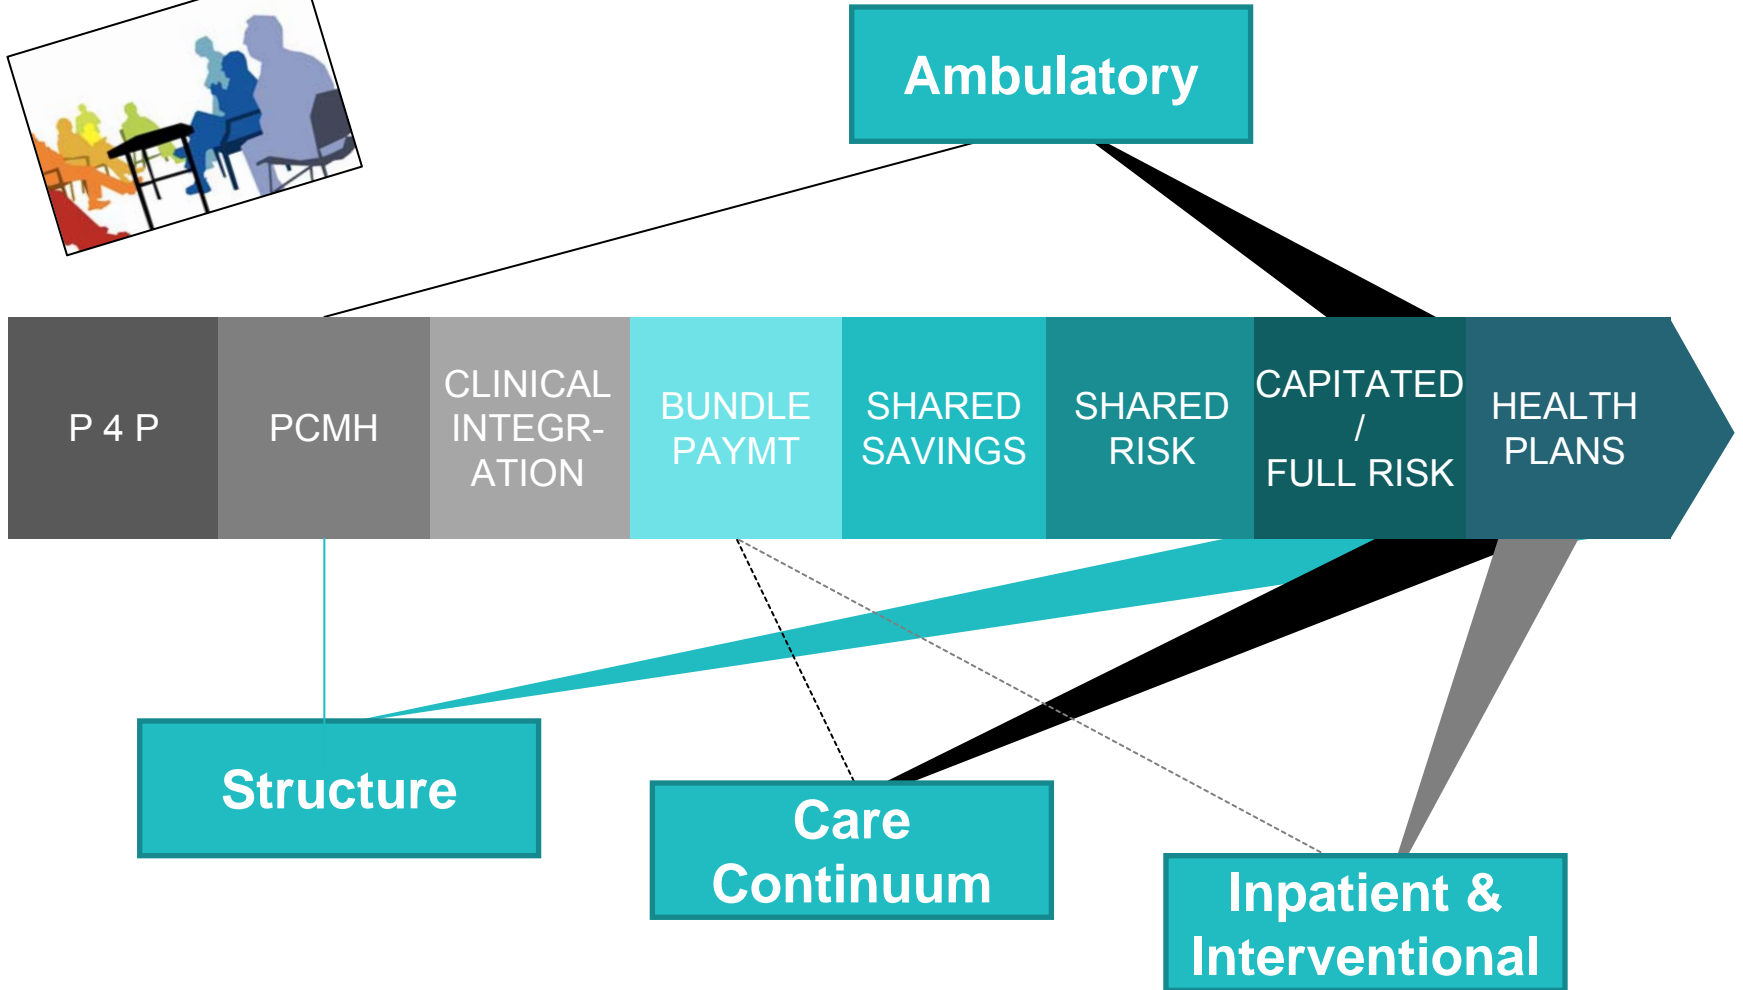 Ambulatory
P 4 P
PCMH
CLINICAL
INTEGR-
ATION
BUNDLE
PAYMT
SHARED
SAVINGS
SHARED
RISK
CAPITATED
/
FULL RISK
HEALTH
PLANS
Structure
Care
Continuum
Inpatient &
Interventional